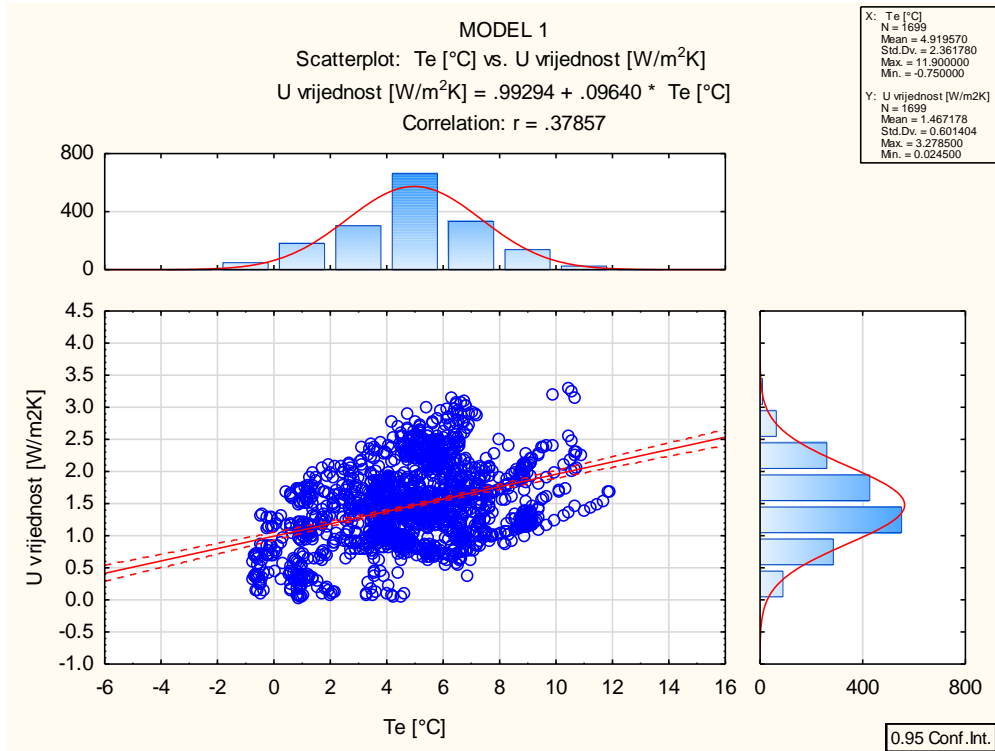 MODEL 1
Scatterplot: Te [°C] vs. U vrijednost [W/m²K]
U vrijednost [W/m²K] = .99294 + .09640 * Te [°C]
Correlation: r = .37857
X: Te [°C]
N = 1699
Mean = 4.919570
Std.Dv. = 2.361780
Max. = 11.900000
Min. = -0.750000
Y: U vrijednost [W/m2K]
N = 1699
Mean = 1.467178
Std.Dv. = 0.601404
Max. = 3.278500
Min. = 0.024500
800
400
0
4.5
4.0
3.5
3.0
2.5
2.0
1.5
1.0
0.5
0.0
-0.5
-1.0
U vrijednost [W/m2K]
-6 -4 -2 0 2 4 6 8 10 12 14 16
Te [°C]
0 400 800
0.95 Conf.Int.